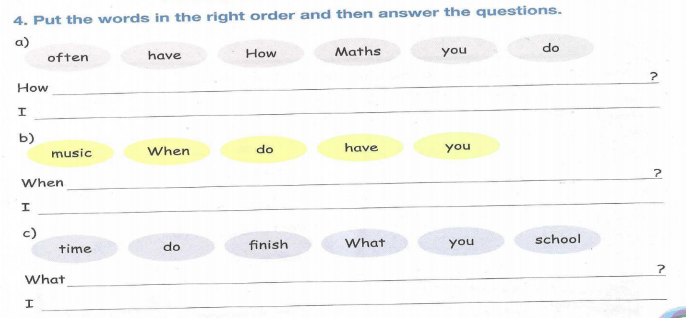 4. Put the words in the right order and then answer the questions.
a)
often have How Maths you do
How ?
I
b)
music When do have you
When ?
I
c)
time do finish What you school
What ?
I